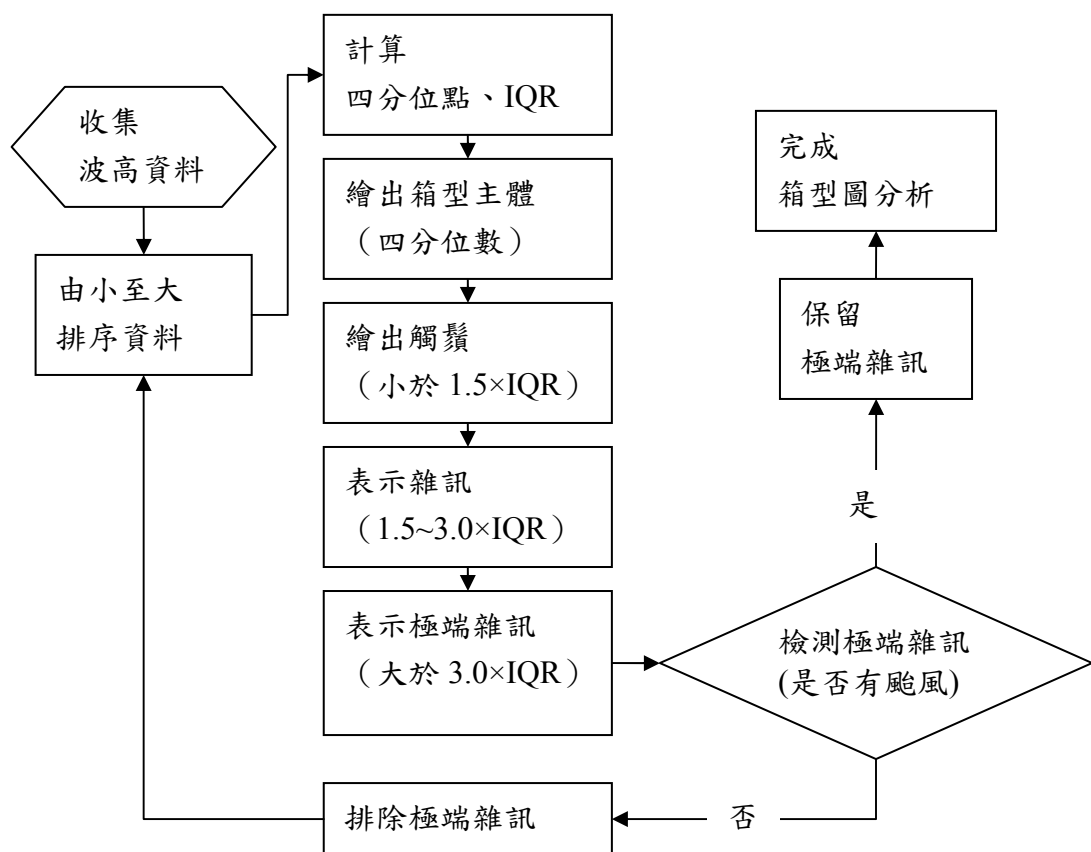 收集
波高資料
由小至大
排序資料
計算
四分位點、IQR
繪出箱型主體
（四分位數）
繪出觸鬚
（小於 1.5×IQR）
表示雜訊
（1.5~3.0×IQR）
表示極端雜訊
（大於 3.0×IQR）
檢測極端雜訊
(是否有颱風)
是
保留
極端雜訊
完成
箱型圖分析
否
排除極端雜訊